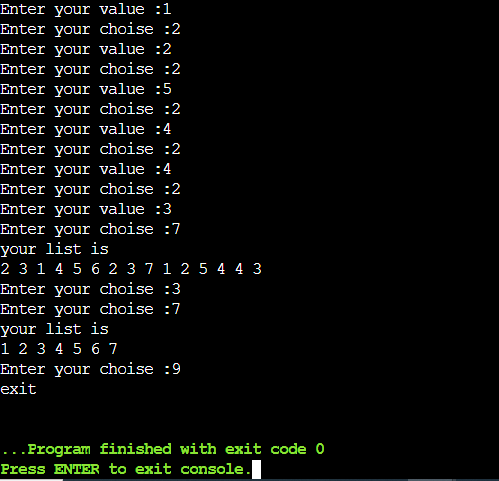 Enter your value :1
Enter your choise :2
Enter your value :2
Enter your choise :2
Enter your value :5
Enter your choise :2
Enter your value :4
Enter your choise :2
Enter your value :4
Enter your choise :2
Enter your value :3
Enter your choise :7
your list is
2 3 1 4 5 6 2 3 7 1 2 5 4 4 3
Enter your choise :3
Enter your choise :7
your list is
1 2 3 4 5 6 7
Enter your choise :9
exit
...Program finished with exit code 0
Press ENTER to exit console.